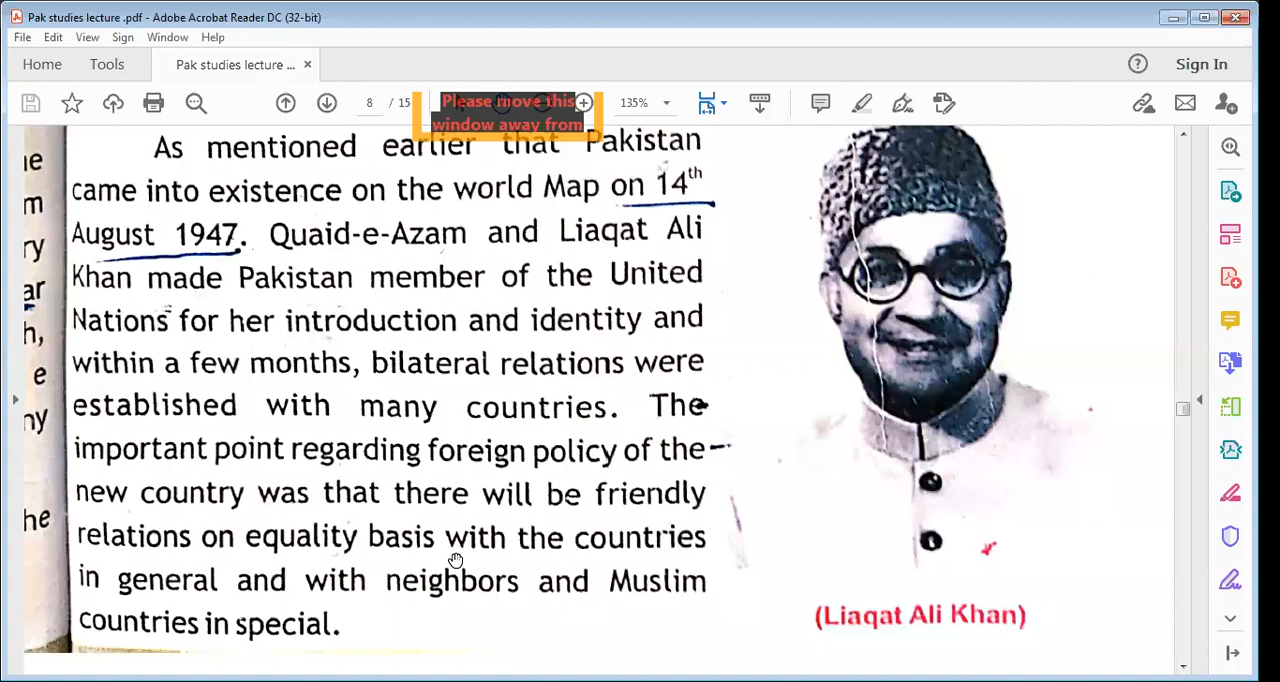 Pak studies lecture .pdf - Adobe Acrobat Reader DC (32-bit)
File Edit View Sign Window Help
Home Tools Pak studies lecture ... × Sign In
8 / 15 135%
Please move this
window away from
As mentioned earlier that Pakistan
came into existence on the world Map on 14th
August 1947. Quaid-e-Azam and Liaqat Ali
Khan made Pakistan member of the United
Nations for her introduction and identity and
within a few months, bilateral relations were
established with many countries. The
important point regarding foreign policy of the
new country was that there will be friendly
relations on equality basis with the countries
in general and with neighbors and Muslim
countries in special.
(Liaqat Ali Khan)